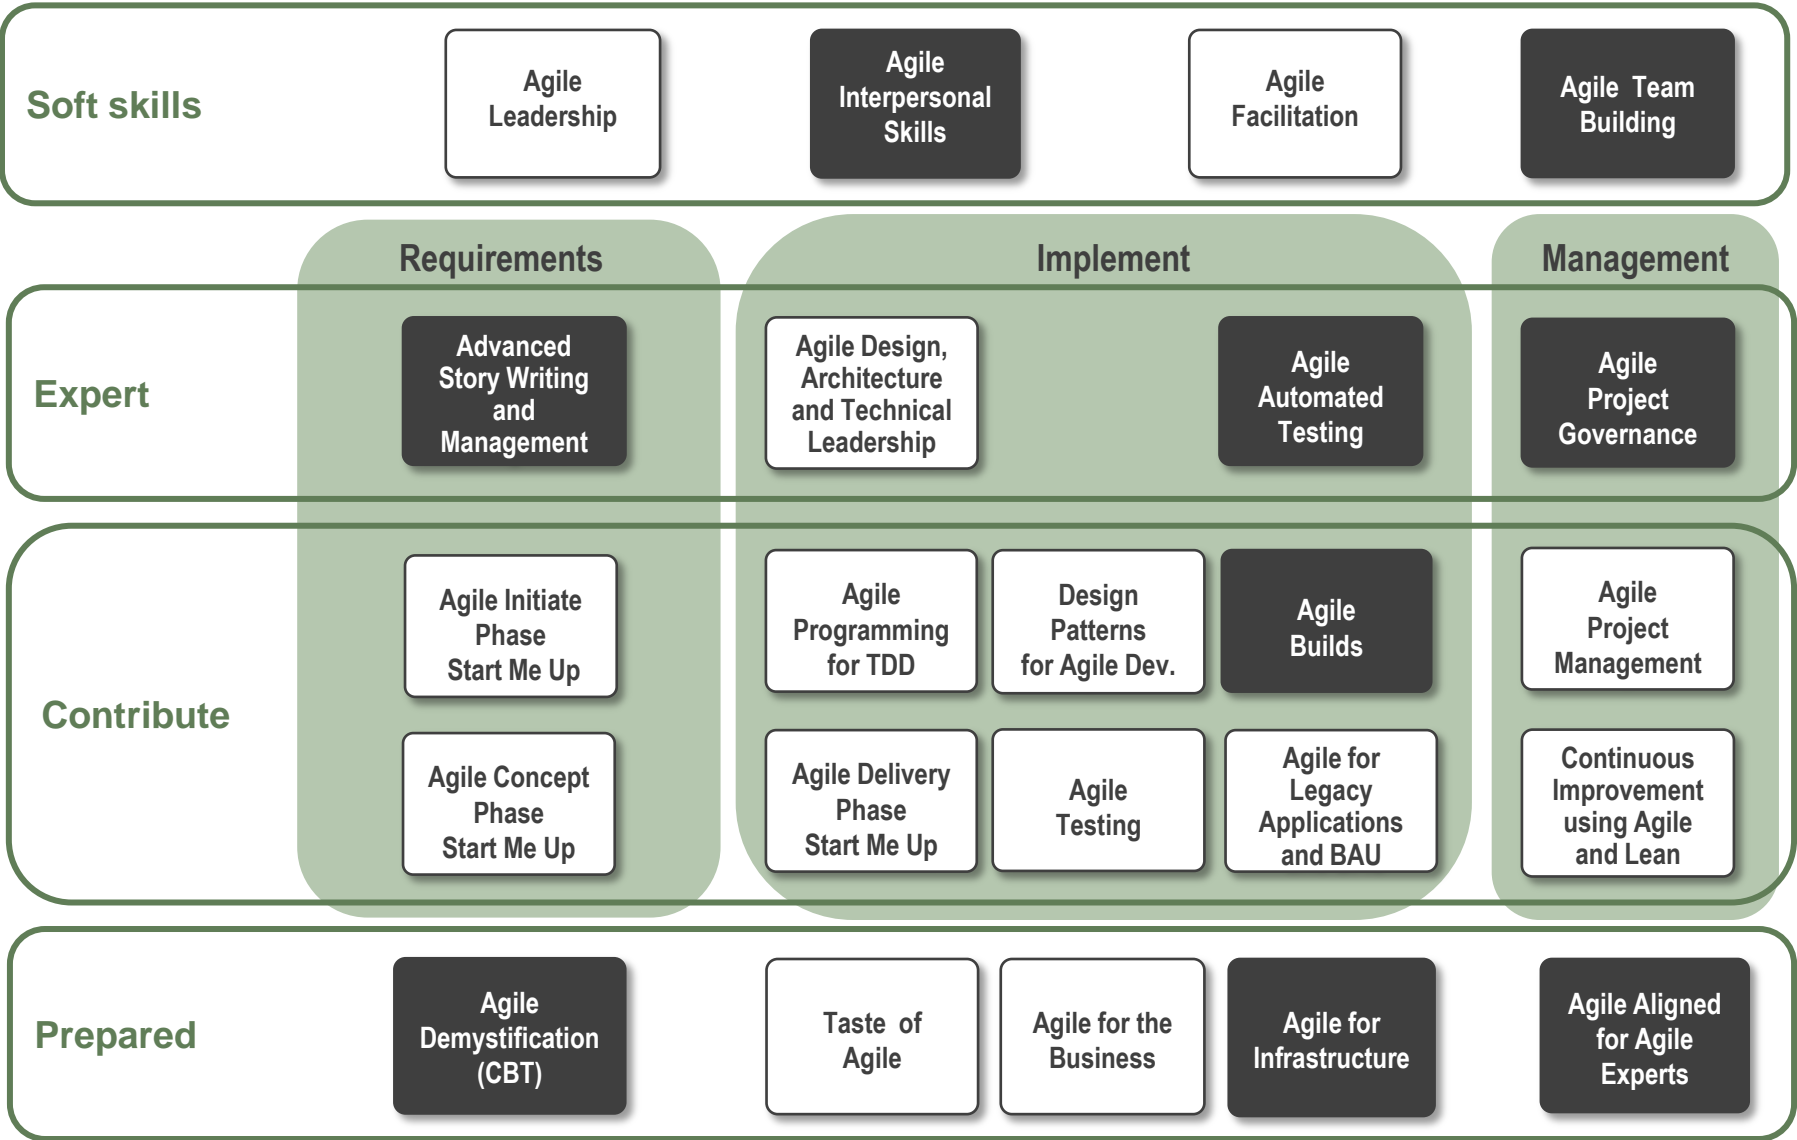 Soft skills
Agile
Leadership
Agile
Interpersonal
Skills
Agile
Facilitation
Agile Team
Building
Requirements
Implement
Management
Expert
Advanced
Story Writing
and
Management
Agile Design,
Architecture
and Technical
Leadership
Agile
Automated
Testing
Agile
Project
Governance
Contribute
Agile Initiate
Phase
Start Me Up
Agile
Programming
for TDD
Design
Patterns
for Agile Dev.
Agile
Builds
Agile
Project
Management
Agile Concept
Phase
Start Me Up
Agile Delivery
Phase
Start Me Up
Agile
Testing
Agile for
Legacy
Applications
and BAU
Continuous
Improvement
using Agile
and Lean
Prepared
Agile
Demystification
(CBT)
Taste of
Agile
Agile for the
Business
Agile for
Infrastructure
Agile Aligned
for Agile
Experts